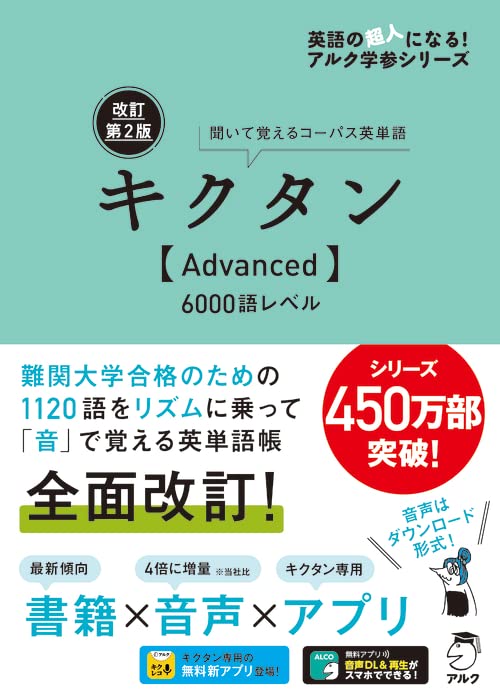 英語の超人になる!
アルク学参シリーズ
改訂
第2版
聞いて覚えるコーパス英単語
キクタン
【Advanced】
6000語レベル
難関大学合格のための
1120語をリズムに乗って
「音」で覚える英単語帳
全面改訂!
シリーズ
450万部
突破!
音声は
ダウンロード
形式!
最新傾向
4倍に増量 ※当社比
キクタン専用
書籍×音声×アプリ
アルク
キク
レコ
キクタン専用の
無料新アプリ登場!
ALCO
無料アプリ
音声DL&再生が
スマホでできる!
アルク